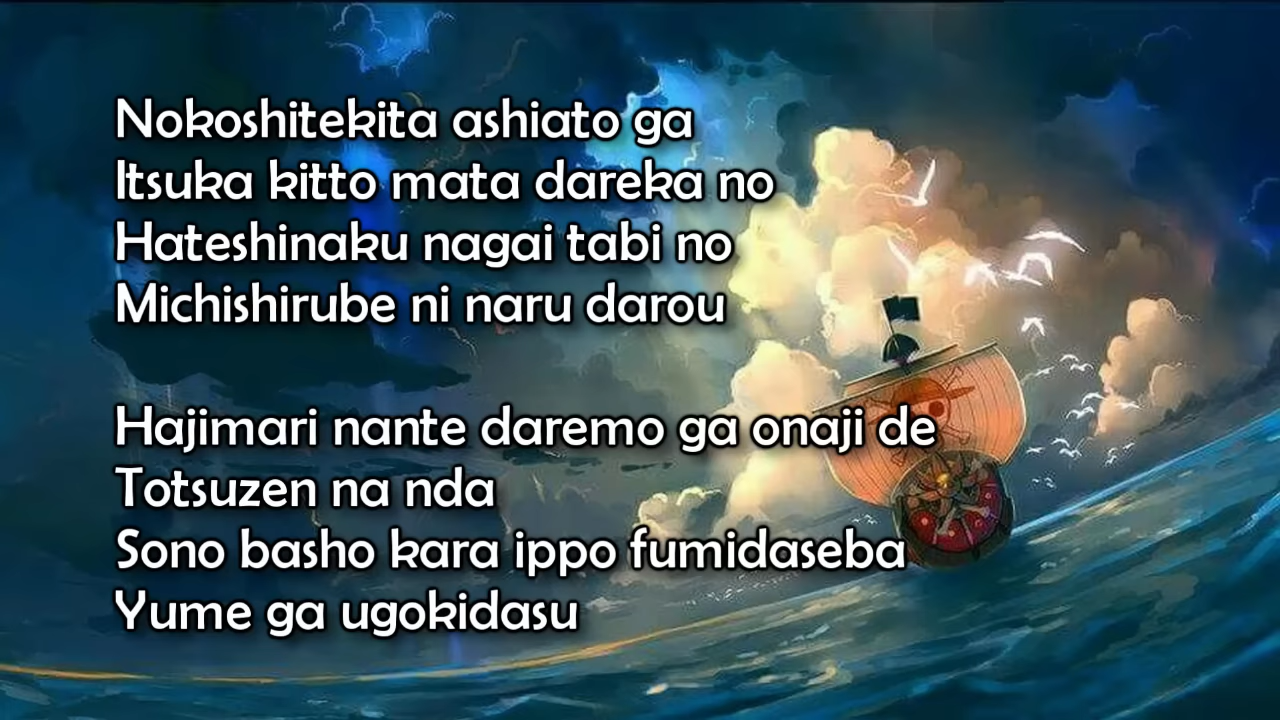 Nokoshitekita ashiato ga
Itsuka kitto mata dareka no
Hateshinaku nagai tabi no
Michishirube ni naru darou
Hajimari nante daremo ga onaji de
Totsuzen na nda
Sono basho kara ippo fumidaseba
Yume ga ugokidasu